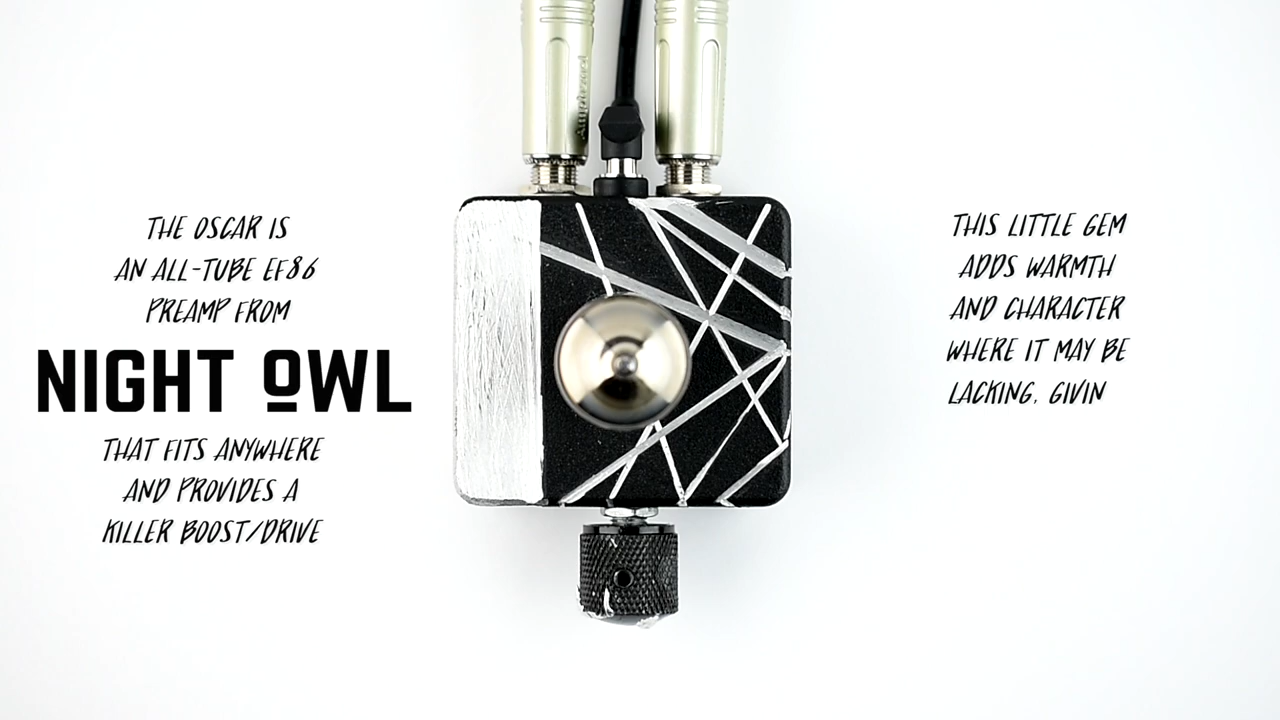 THE OSCAR IS
AN ALL-TUBE EF86
PREAMP FROM
NIGHT OWL
THAT FITS ANYWHERE
AND PROVIDES A
KILLER BOOST/DRIVE
Amphenol
THIS LITTLE GEM
ADDS WARMTH
AND CHARACTER
WHERE IT MAY BE
LACKING, GIVIN